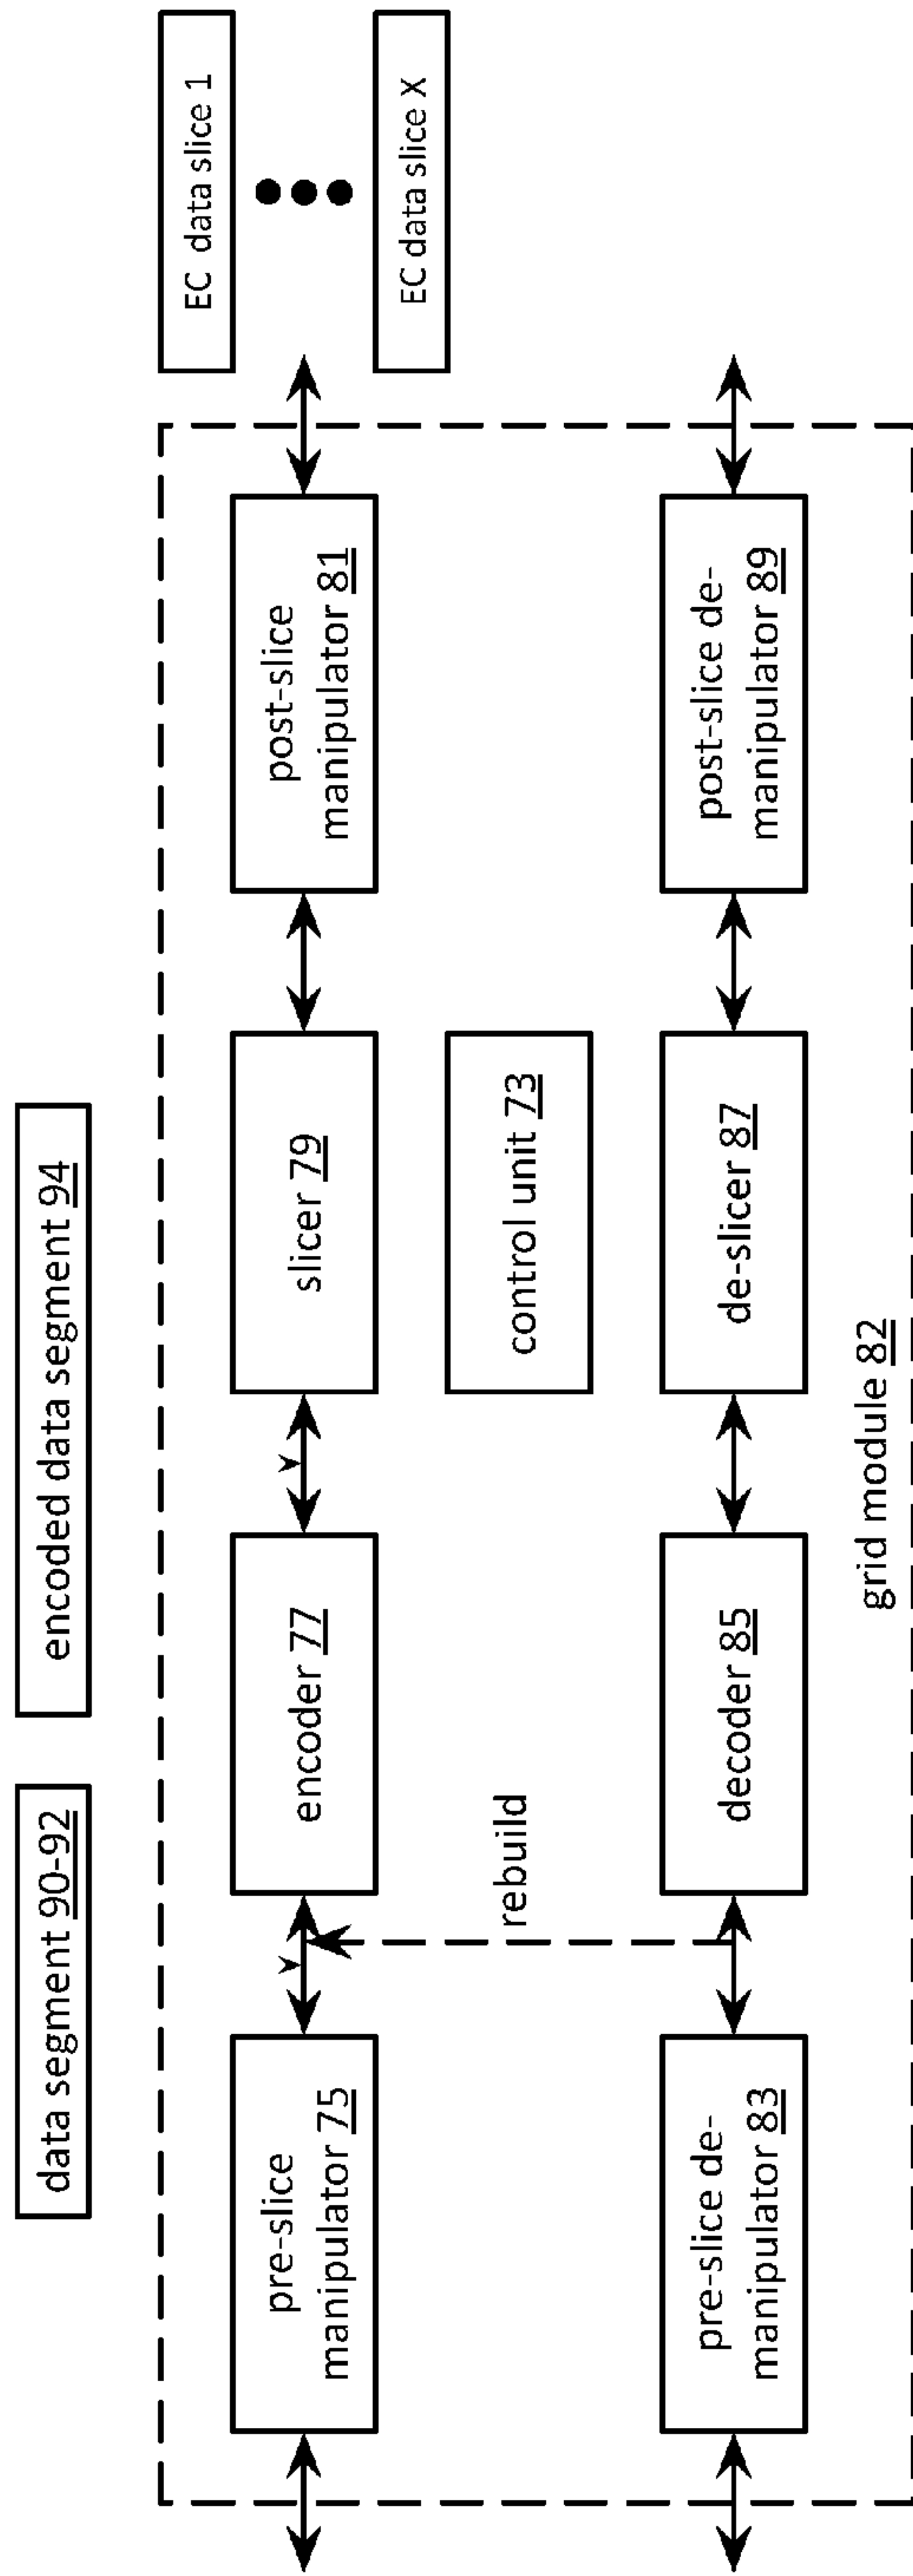 data segment 90-92
encoded data segment 94
EC data slice 1
EC data slice X
pre-slice
manipulator 75
encoder 77
slicer 79
post-slice
manipulator 81
rebuild
control unit 73
pre-slice de-
manipulator 83
decoder 85
de-slicer 87
post-slice de-
manipulator 89
grid module 82